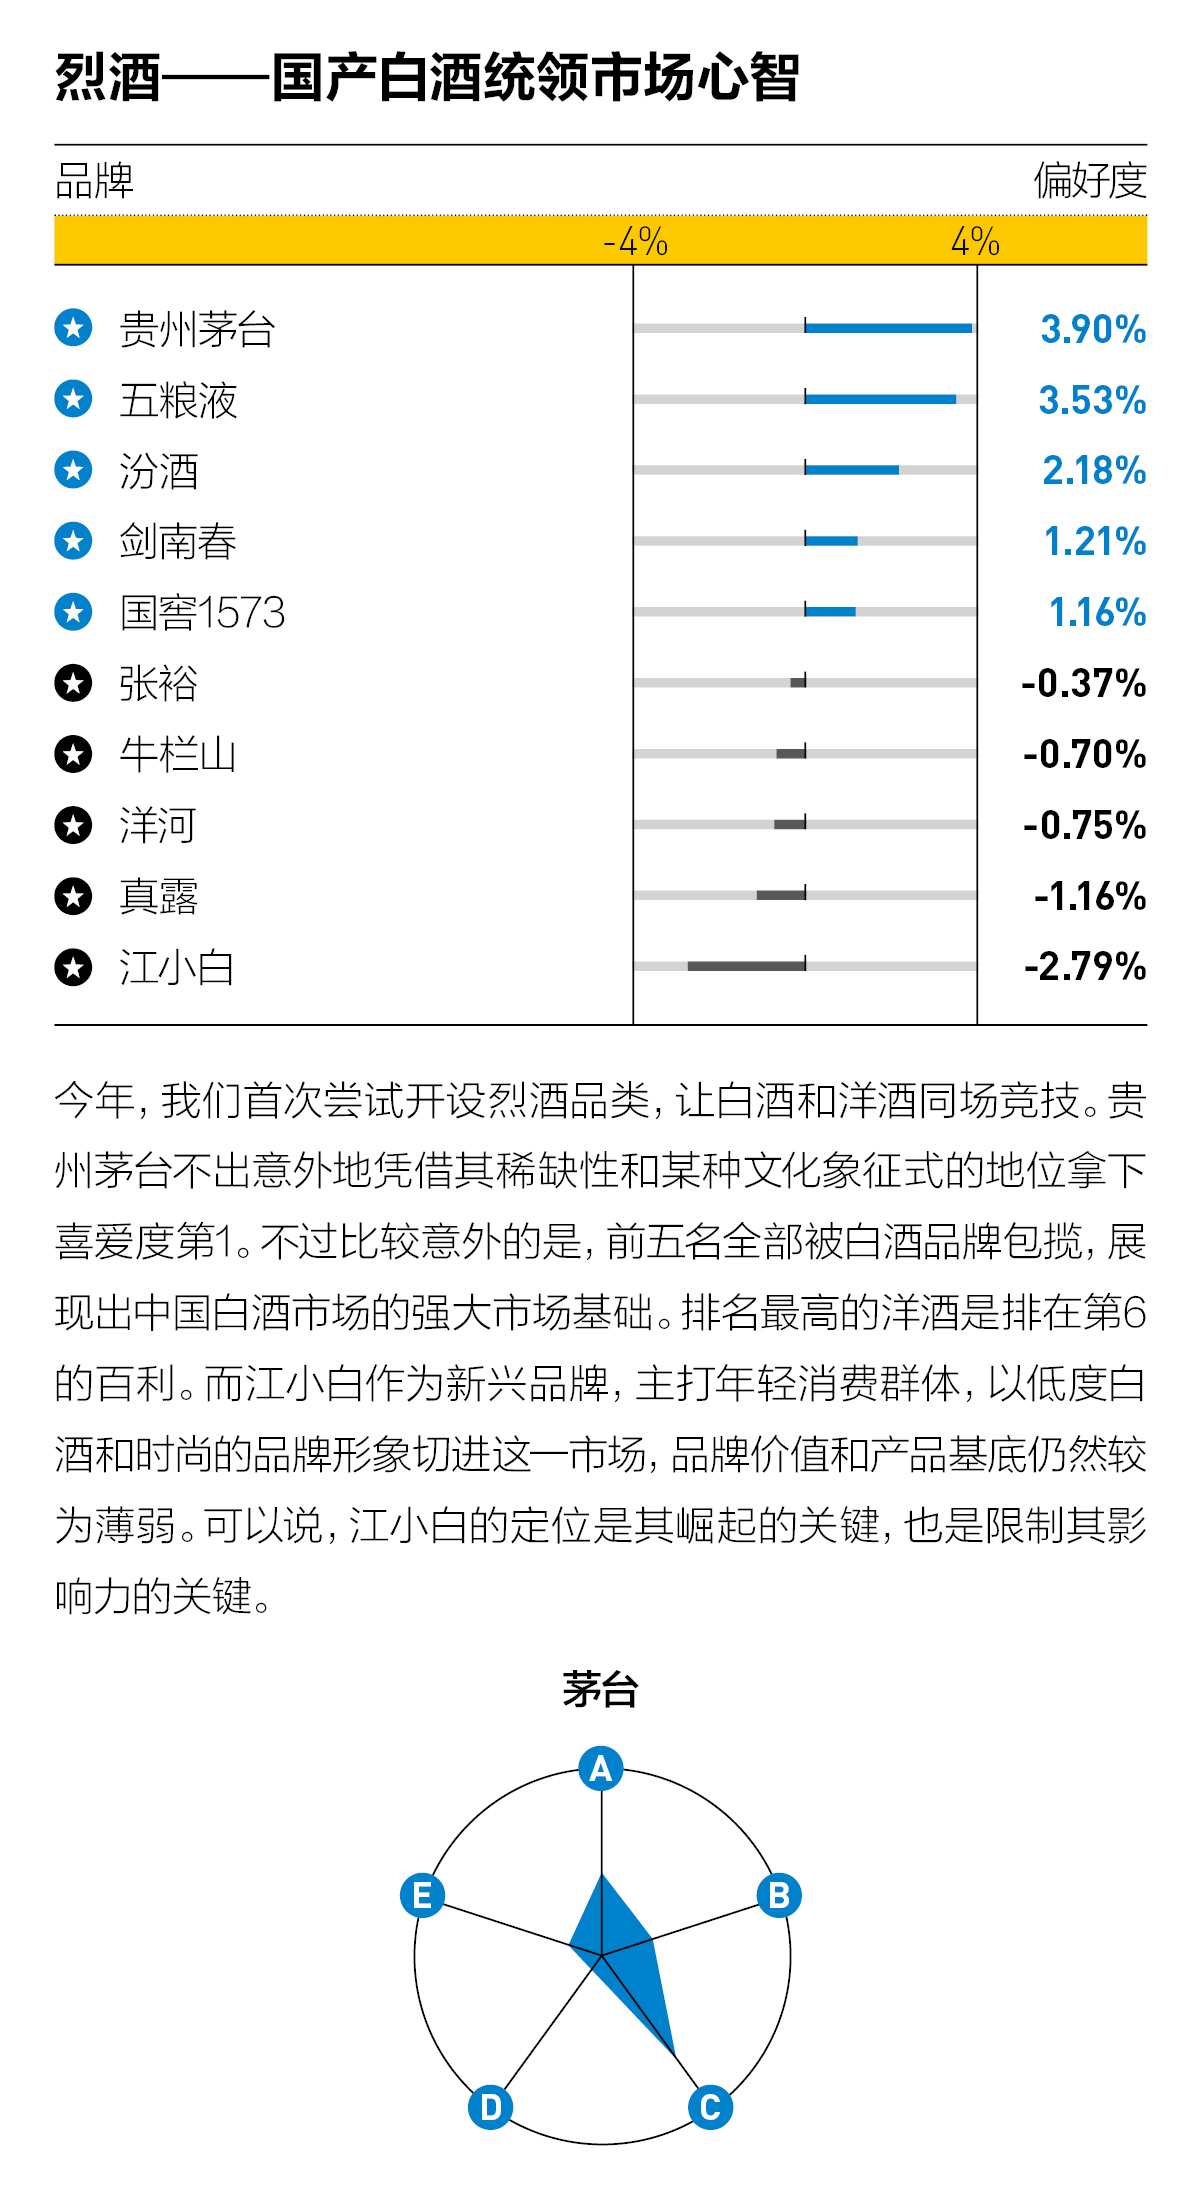 烈酒——国产白酒统领市场心智
品牌 偏好度
-4% 4%
贵州茅台 3.90%
五粮液 3.53%
汾酒 2.18%
剑南春 1.21%
国窖1573 1.16%
张裕 -0.37%
牛栏山 -0.70%
洋河 -0.75%
真露 -1.16%
江小白 -2.79%
今年，我们首次尝试开设烈酒品类，让白酒和洋酒同场竞技。贵
州茅台不出意外地凭借其稀缺性和某种文化象征式的地位拿下
喜爱度第1。不过比较意外的是，前五名全部被白酒品牌包揽，展
现出中国白酒市场的强大市场基础。排名最高的洋酒是排在第6
的百利。而江小白作为新兴品牌，主打年轻消费群体，以低度白
酒和时尚的品牌形象切进这一市场，品牌价值和产品基底仍然较
为薄弱。可以说，江小白的定位是其崛起的关键，也是限制其影
响力的关键。
茅台
A
E B
D C